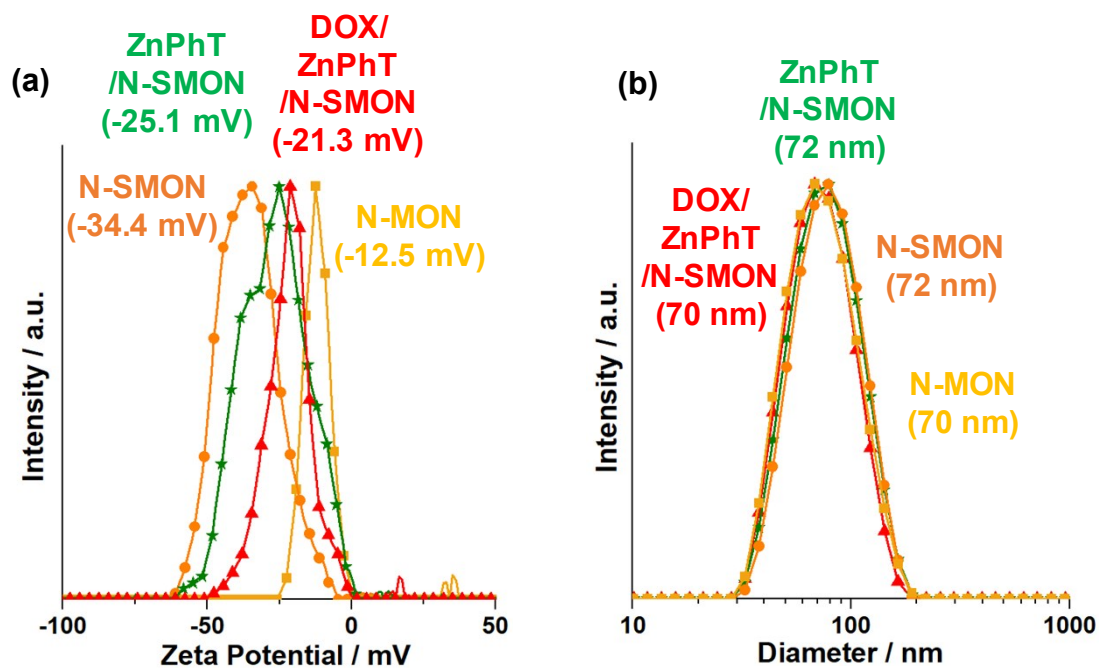 (a)
ZnPhT
/N-SMON
(-25.1 mV)
DOX/
ZnPhT
/N-SMON
(-21.3 mV)
N-SMON
(-34.4 mV)
N-MON
(-12.5 mV)
Intensity / a.u.
-100
-50
0
50
Zeta Potential / mV
(b)
ZnPhT
/N-SMON
(72 nm)
DOX/
ZnPhT
/N-SMON
(70 nm)
N-SMON
(72 nm)
N-MON
(70 nm)
Intensity / a.u.
10
100
1000
Diameter / nm